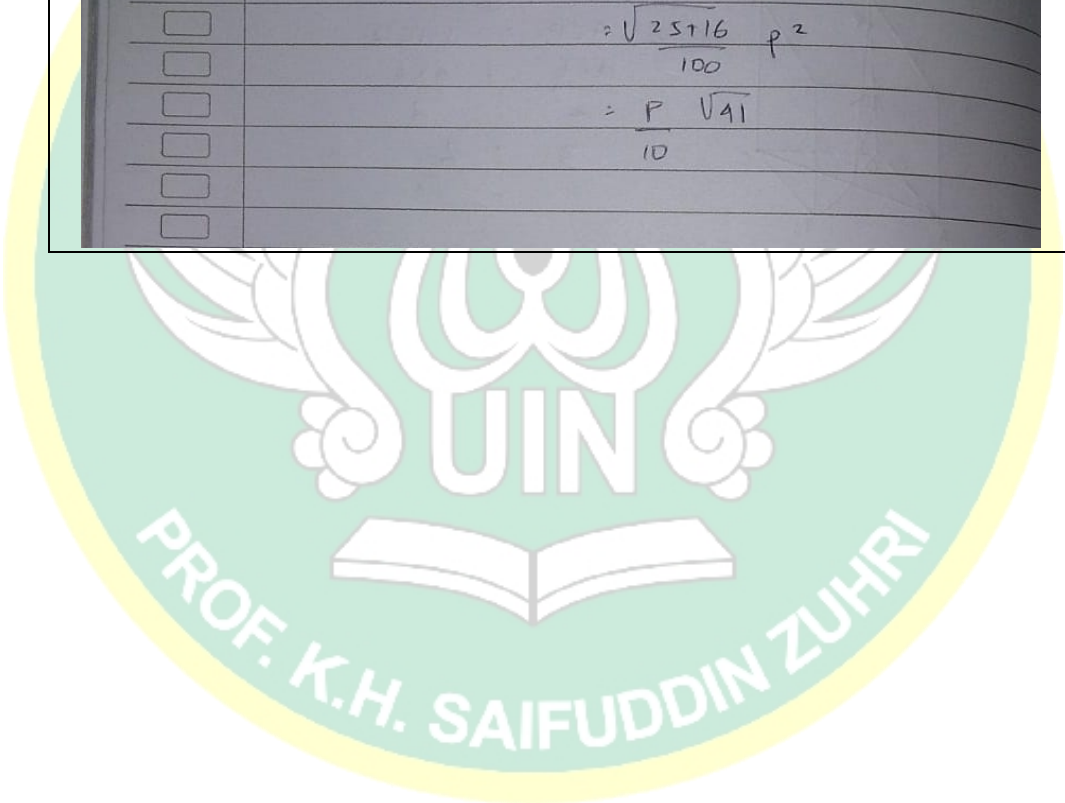 = √25+16/100 p²
= P/10 √41
UIN
PROF. K.H. SAIFUDDIN ZUHRI